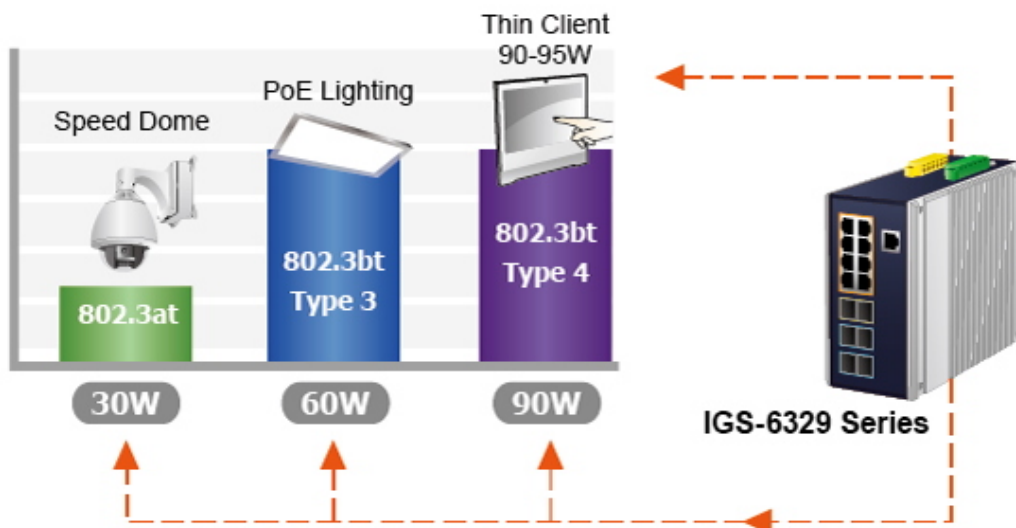 Thin Client
90-95W
PoE Lighting
Speed Dome
802.3at
802.3bt
Type 3
802.3bt
Type 4
30W
60W
90W
IGS-6329 Series